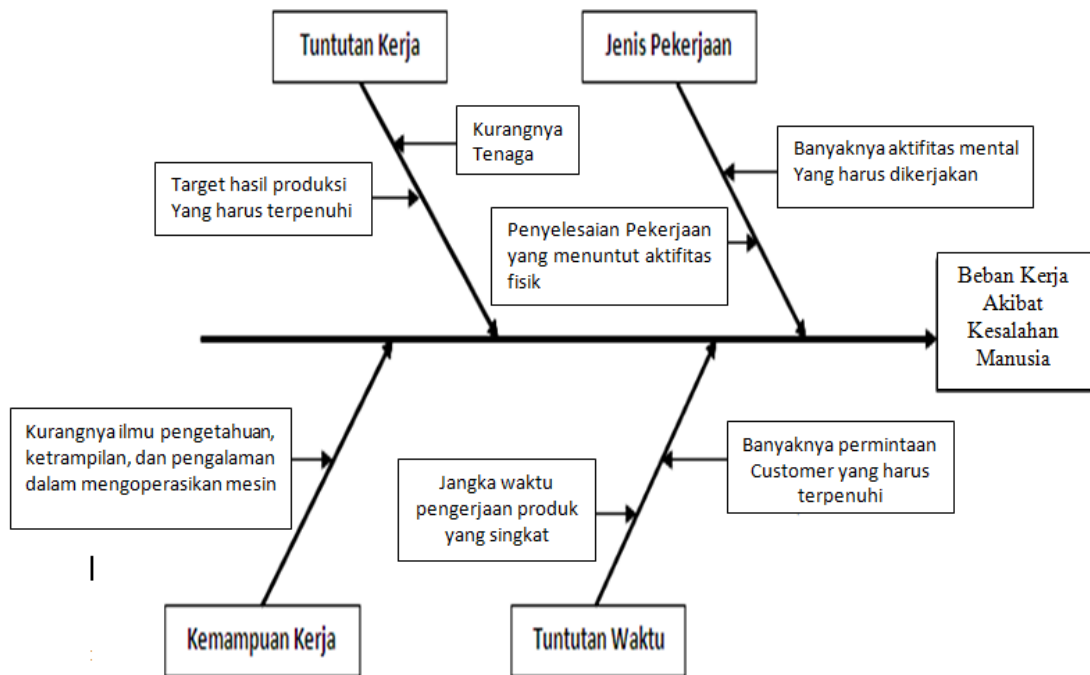 Tuntutan Kerja
Jenis Pekerjaan
Kurangnya
Tenaga
Banyaknya aktifitas mental
Yang harus dikerjakan
Target hasil produksi
Yang harus terpenuhi
Penyelesaian Pekerjaan
yang menuntut aktifitas
fisik
Beban Kerja
Akibat
Kesalahan
Manusia
Kurangnya ilmu pengetahuan,
ketrampilan, dan pengalaman
dalam mengoperasikan mesin
Banyaknya permintaan
Customer yang harus
terpenuhi
Jangka waktu
pengerjaan produk
yang singkat
Kemampuan Kerja
Tuntutan Waktu